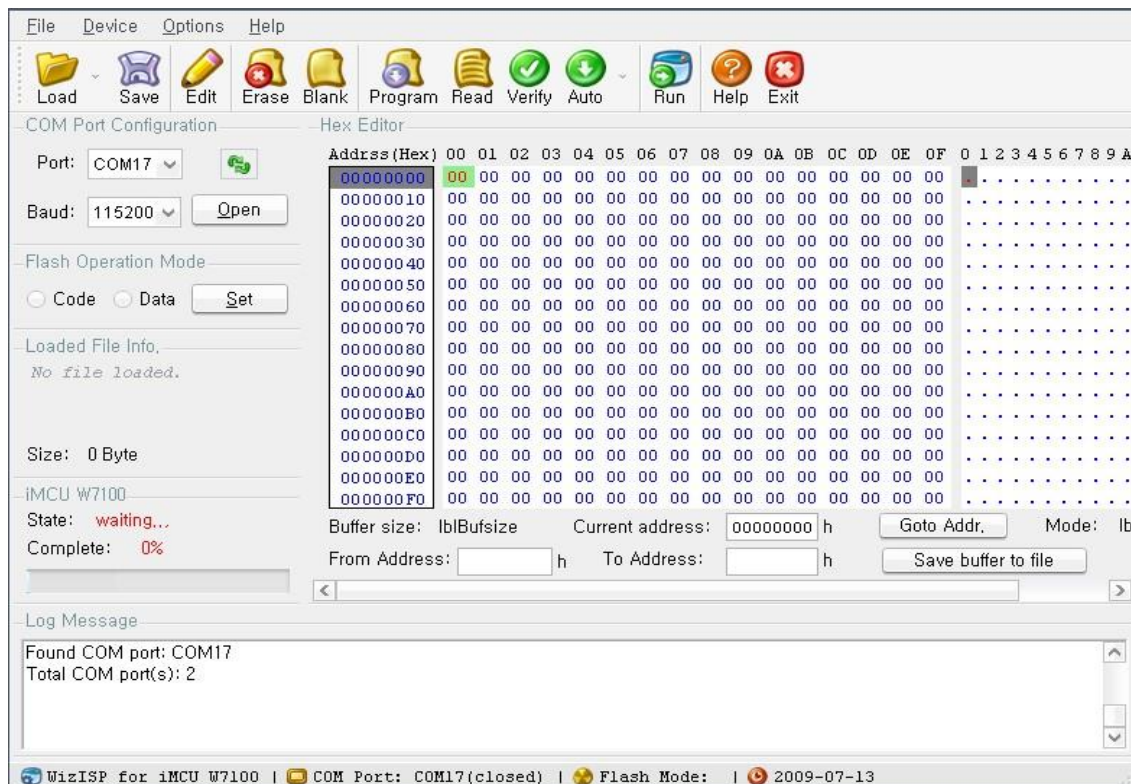 File Device Options Help
Load Save Edit Erase Blank Program Read Verify Auto Run Help Exit
COM Port Configuration
Port: COM17
Baud: 115200 Open
Flash Operation Mode
Code Data Set
Loaded File Info.
No file loaded.
Size: 0 Byte
iMCU W7100
State: waiting...
Complete: 0%
Hex Editor
Addrss(Hex) 00 01 02 03 04 05 06 07 08 09 0A 0B 0C 0D 0E 0F 0 1 2 3 4 5 6 7 8 9 A
00000000 00 00 00 00 00 00 00 00 00 00 00 00 00 00 00 00 . . . . . . . . . . .
00000010 00 00 00 00 00 00 00 00 00 00 00 00 00 00 00 00 . . . . . . . . . . .
00000020 00 00 00 00 00 00 00 00 00 00 00 00 00 00 00 00 . . . . . . . . . . .
00000030 00 00 00 00 00 00 00 00 00 00 00 00 00 00 00 00 . . . . . . . . . . .
00000040 00 00 00 00 00 00 00 00 00 00 00 00 00 00 00 00 . . . . . . . . . . .
00000050 00 00 00 00 00 00 00 00 00 00 00 00 00 00 00 00 . . . . . . . . . . .
00000060 00 00 00 00 00 00 00 00 00 00 00 00 00 00 00 00 . . . . . . . . . . .
00000070 00 00 00 00 00 00 00 00 00 00 00 00 00 00 00 00 . . . . . . . . . . .
00000080 00 00 00 00 00 00 00 00 00 00 00 00 00 00 00 00 . . . . . . . . . . .
00000090 00 00 00 00 00 00 00 00 00 00 00 00 00 00 00 00 . . . . . . . . . . .
000000A0 00 00 00 00 00 00 00 00 00 00 00 00 00 00 00 00 . . . . . . . . . . .
000000B0 00 00 00 00 00 00 00 00 00 00 00 00 00 00 00 00 . . . . . . . . . . .
000000C0 00 00 00 00 00 00 00 00 00 00 00 00 00 00 00 00 . . . . . . . . . . .
000000D0 00 00 00 00 00 00 00 00 00 00 00 00 00 00 00 00 . . . . . . . . . . .
000000E0 00 00 00 00 00 00 00 00 00 00 00 00 00 00 00 00 . . . . . . . . . . .
000000F0 00 00 00 00 00 00 00 00 00 00 00 00 00 00 00 00 . . . . . . . . . . .
Buffer size: lblBufsize Current address: 00000000 h Goto Addr. Mode: lb
From Address: h To Address: h Save buffer to file
Log Message
Found COM port: COM17
Total COM port(s): 2
WizISP for iMCU W7100 | COM Port: COM17(closed) | Flash Mode: | 2009-07-13